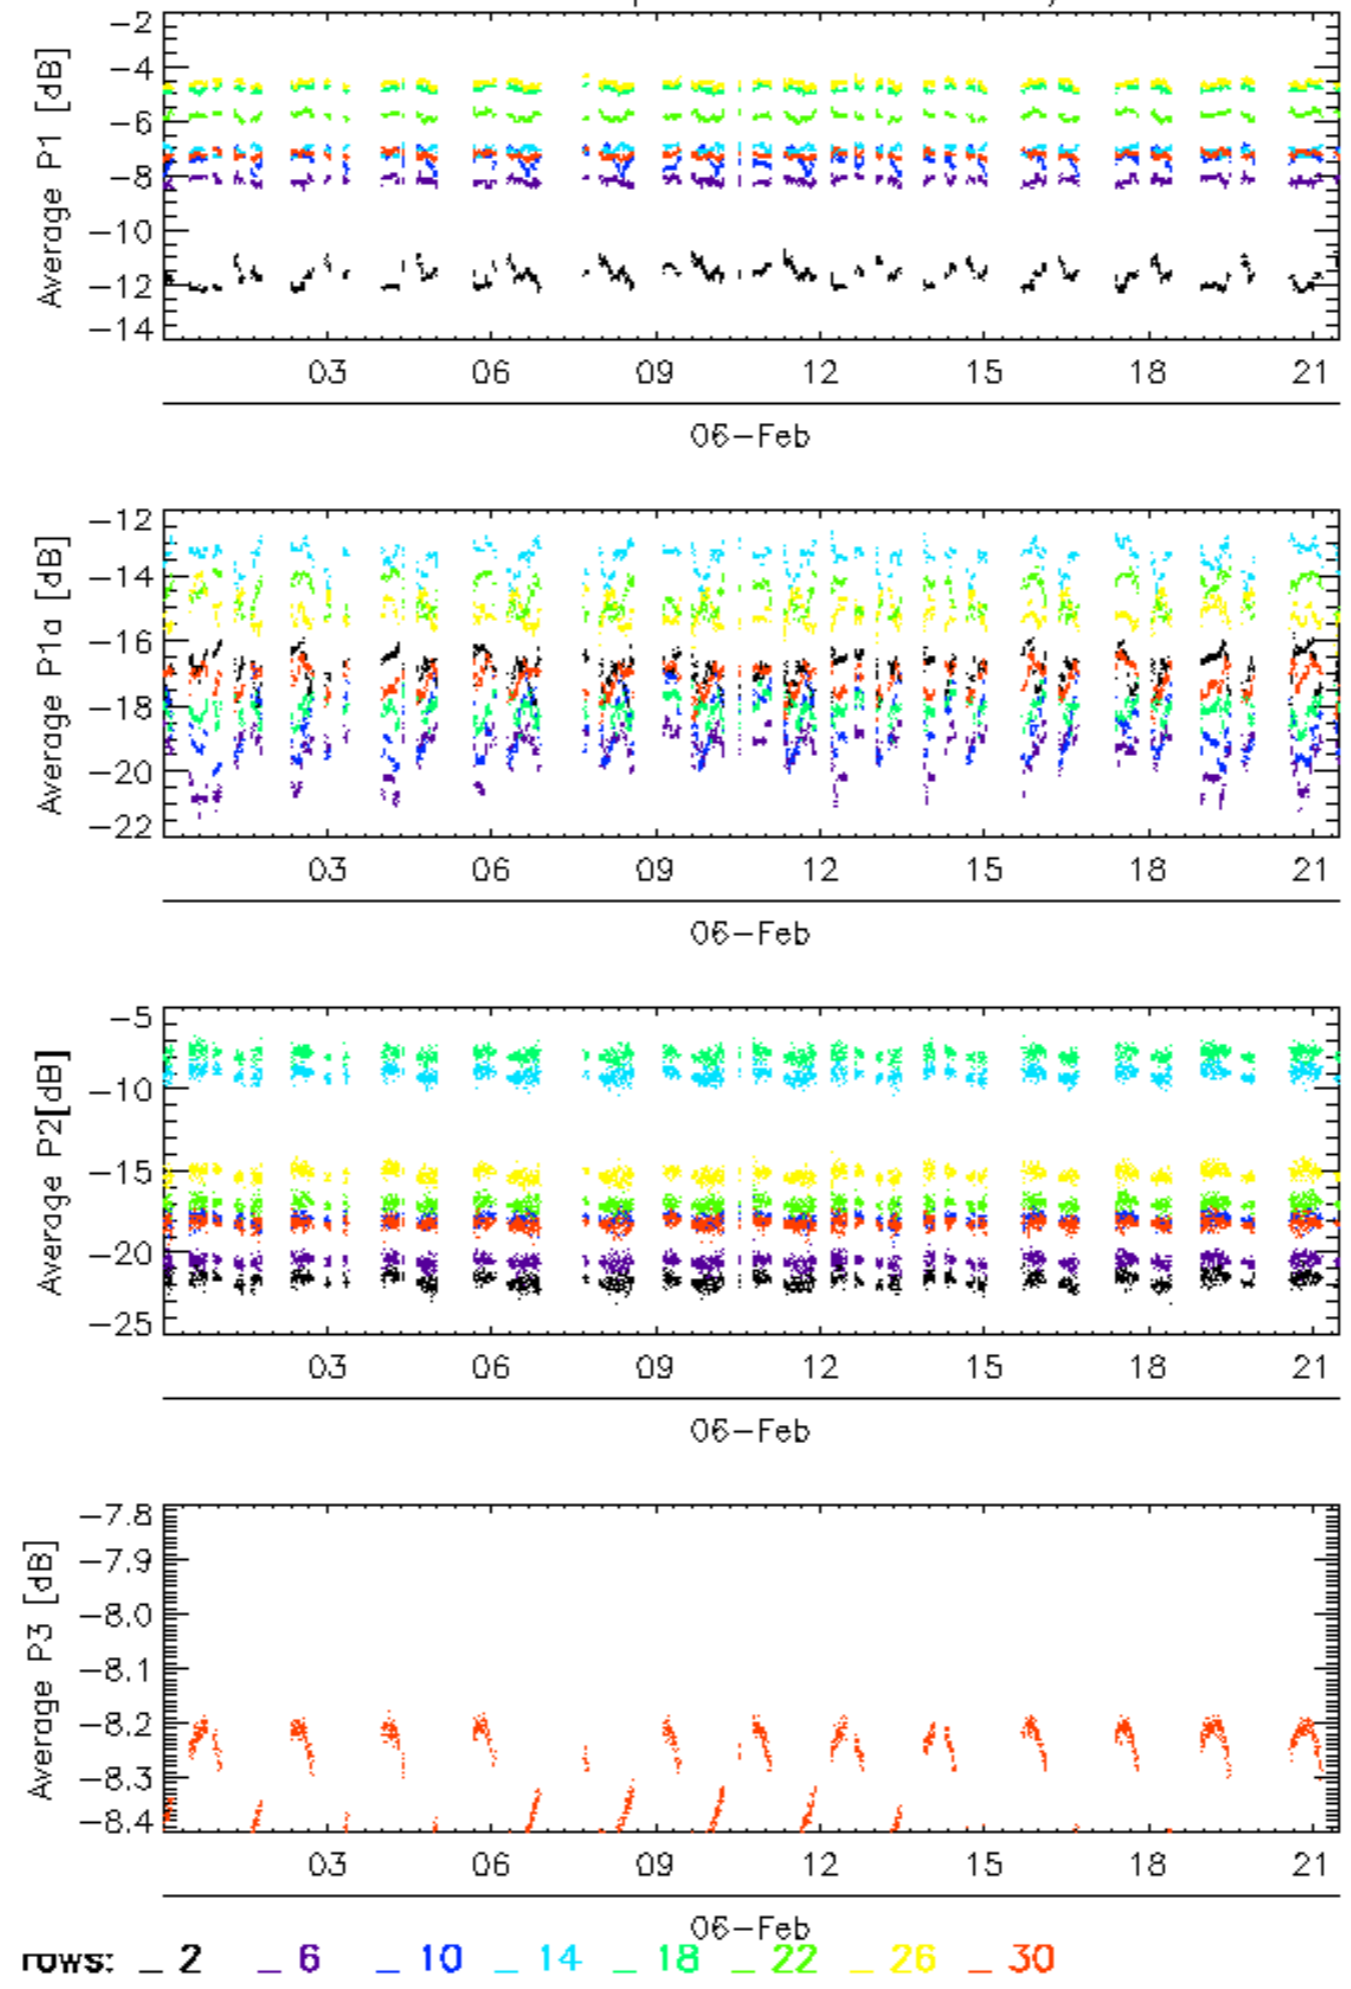 Average P1 [dB]
-2
-4
-6
-8
-10
-12
-14
03 06 09 12 15 18 21
06-Feb
Average P1a [dB]
-12
-14
-16
-18
-20
-22
03 06 09 12 15 18 21
06-Feb
Average P2[dB]
-5
-10
-15
-20
-25
03 06 09 12 15 18 21
06-Feb
Average P3 [dB]
-7.8
-7.9
-8.0
-8.1
-8.2
-8.3
-8.4
03 06 09 12 15 18 21
06-Feb
rows: _ 2 _ 6 _ 10 _ 14 _ 18 _ 22 _ 26 _ 30